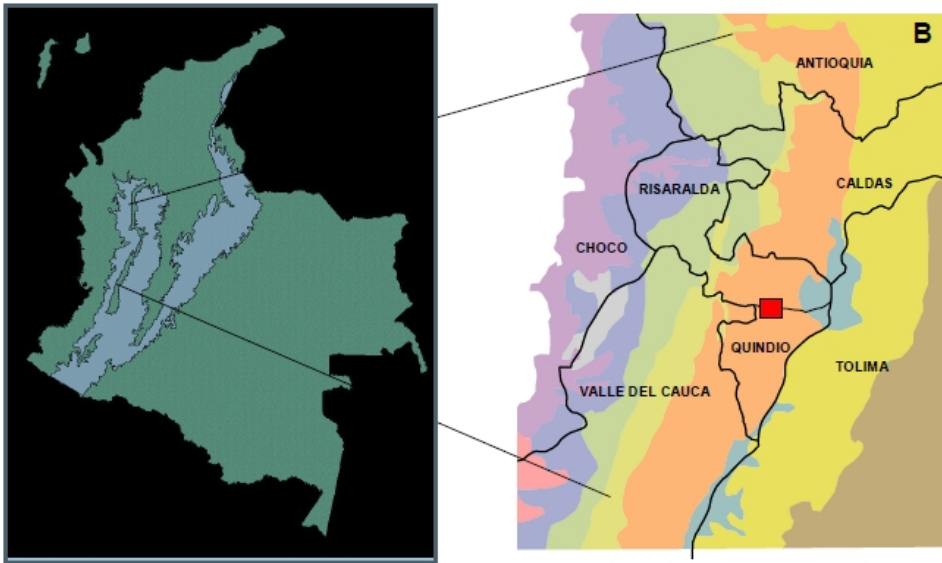 B
ANTIOQUIA
RISARALDA
CALDAS
CHOCO
QUINDIO
TOLIMA
VALLE DEL CAUCA